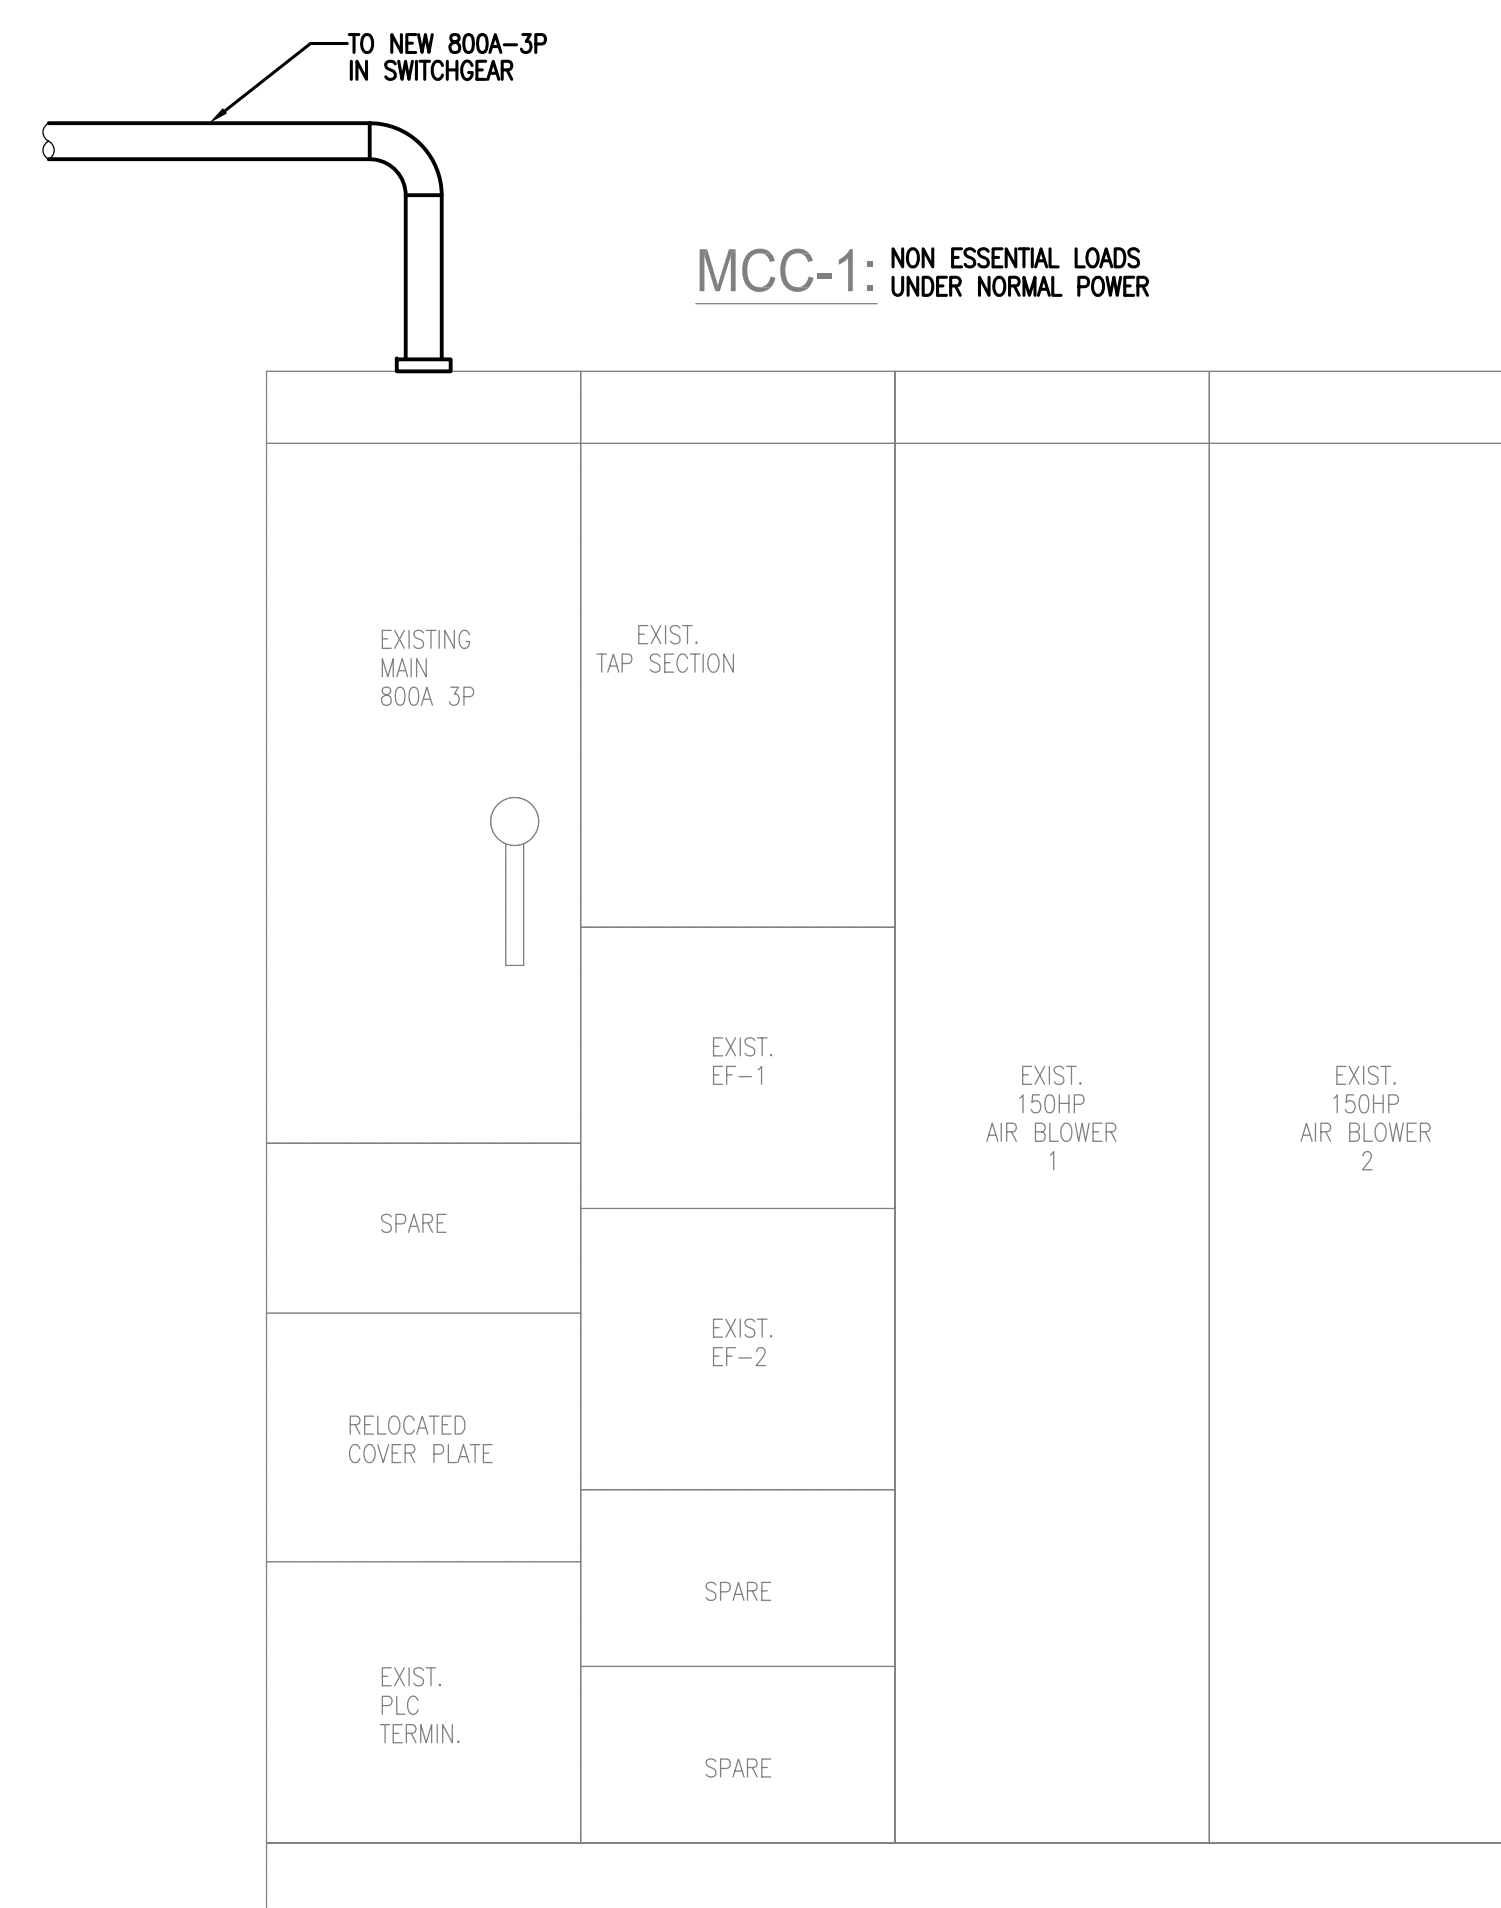 TO NEW 800A-3P
IN SWITCHGEAR
MCC-1: NON ESSENTIAL LOADS
UNDER NORMAL POWER
EXISTING
MAIN
800A 3P
SPARE
RELOCATED
COVER PLATE
EXIST.
PLC
TERMIN.
EXIST.
TAP SECTION
EXIST.
EF-1
EXIST.
EF-2
SPARE
SPARE
EXIST.
150HP
AIR BLOWER
1
EXIST.
150HP
AIR BLOWER
2